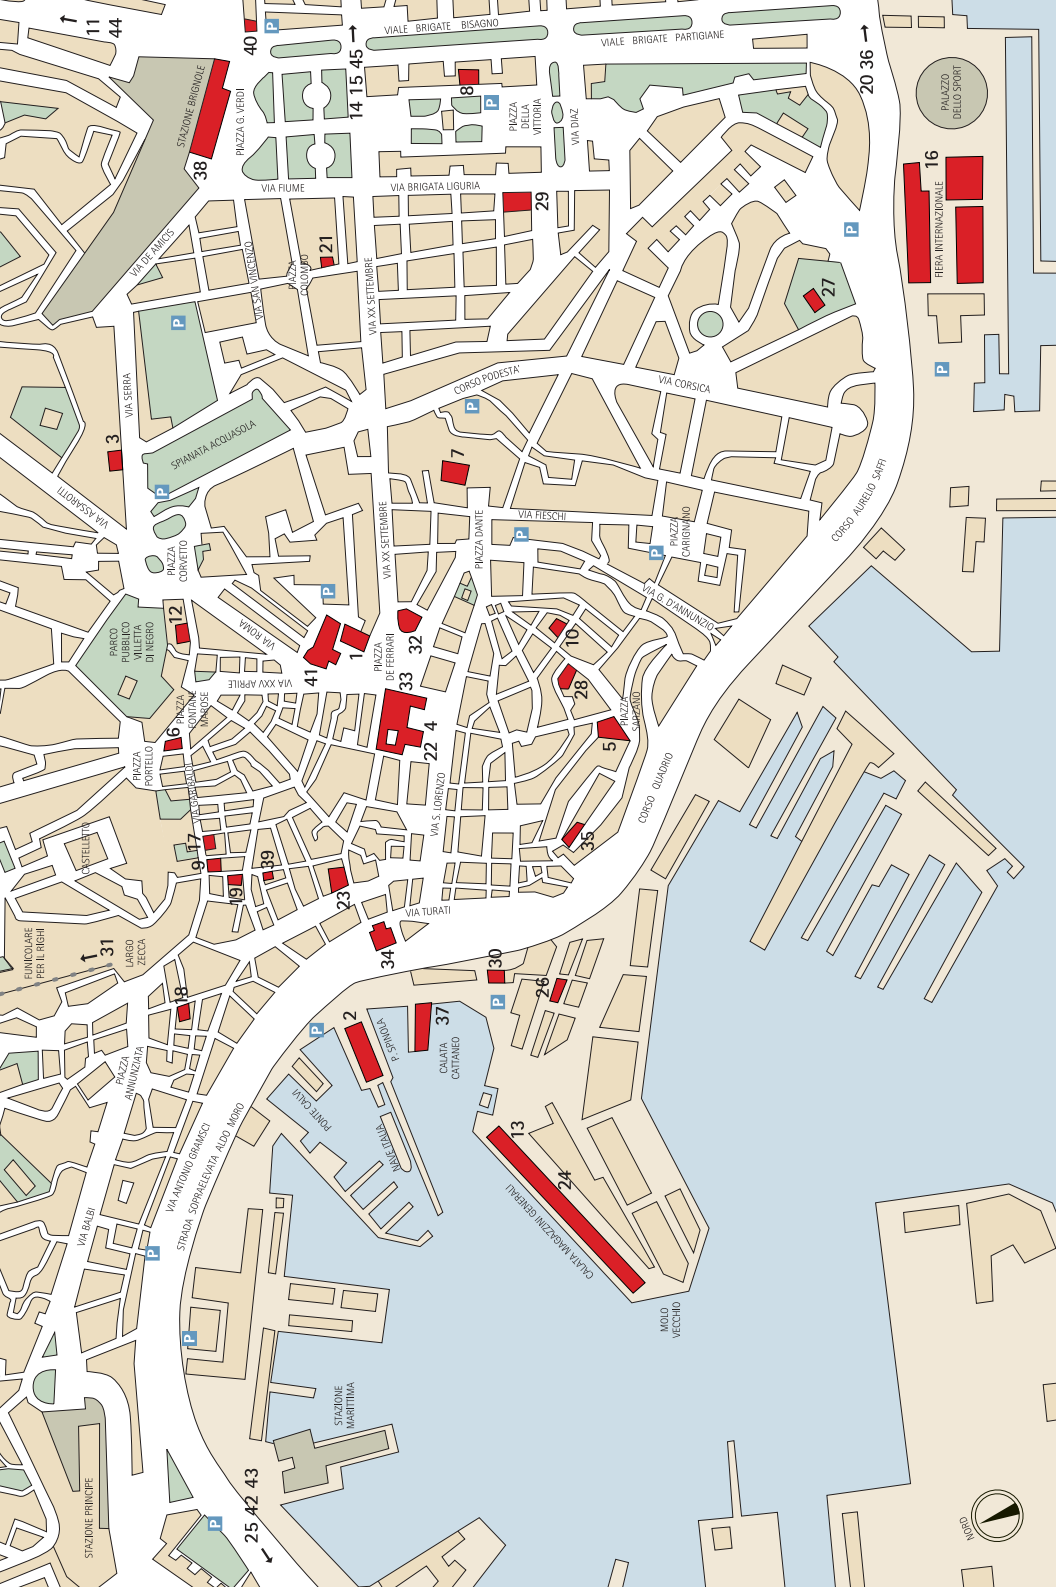 11
44
40
P
14 15 45
VIALE BRIGATE BISAGNO
VIALE BRIGATE PARTIGIANE
20 36
STAZIONE BRIGNOLE
38
PIAZZA G. VERDI
8
P
PIAZZA
DELLA
VITTORIA
VIA DIAZ
PALAZZO
DELLO SPORT
16
FIERA INTERNAZIONALE
VIA FIUME
VIA BRIGATA LIGURIA
29
P
VIA DE AMICIS
VIA SAN VINCENZO
PIAZZA
COLOMBO
21
VIA XX SETTEMBRE
27
P
P
VIA SERRA
CORSO PODESTA'
P
VIA CORSICA
3
SPIANATA ACQUASOLA
7
VIA ASSAROTTI
P
VIA XX SETTEMBRE
PIAZZA DANTE
VIA FIESCHI
P
P
PIAZZA
CARIGNANO
CORSO AURELIO SAFFI
PIAZZA
CORVETTO
P
VIA G. D'ANNUNZIO
PARCO
PUBBLICO
VILLETTA
DI NEGRO
12
VIA ROMA
41
1
32
PIAZZA
DE FERRARI
33
10
28
VIA XXV APRILE
PIAZZA
FONTANE
MAROSE
6
PIAZZA
PORTELLO
22
4
5
PIAZZA
SARZANO
VIA GARIBALDI
VIA S. LORENZO
CORSO QUADRIO
CASTELLETTO
17
9
19
39
23
35
VIA TURATI
34
FUNICOLARE
PER IL RIGHI
31
LARGO
ZECCA
18
30
P
26
P
2
P. SPINOLA
37
CALATA
CATTANEO
PIAZZA
ANNUNZIATA
PONTE CALVI
NAVE ITALIA
13
24
CALATA MAGAZZINI GENERALI
VIA ANTONIO GRAMSCI
STRADA SOPRAELEVATA ALDO MORO
VIA BALBI
P
P
MOLO
VECCHIO
STAZIONE
MARITTIMA
STAZIONE PRINCIPE
25 42 43
P
NORD